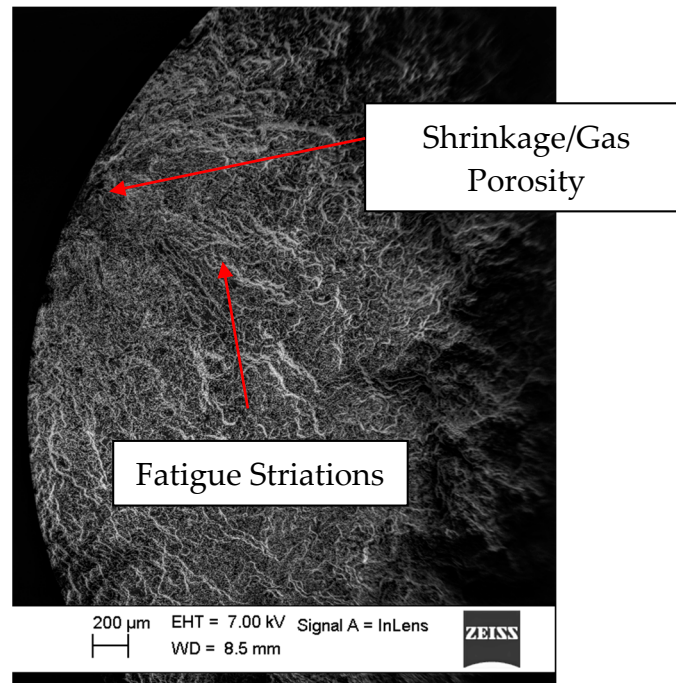 Shrinkage/Gas
Porosity
Fatigue Striations
200 µm
EHT = 7.00 kV
Signal A = InLens
WD = 8.5 mm
ZEISS